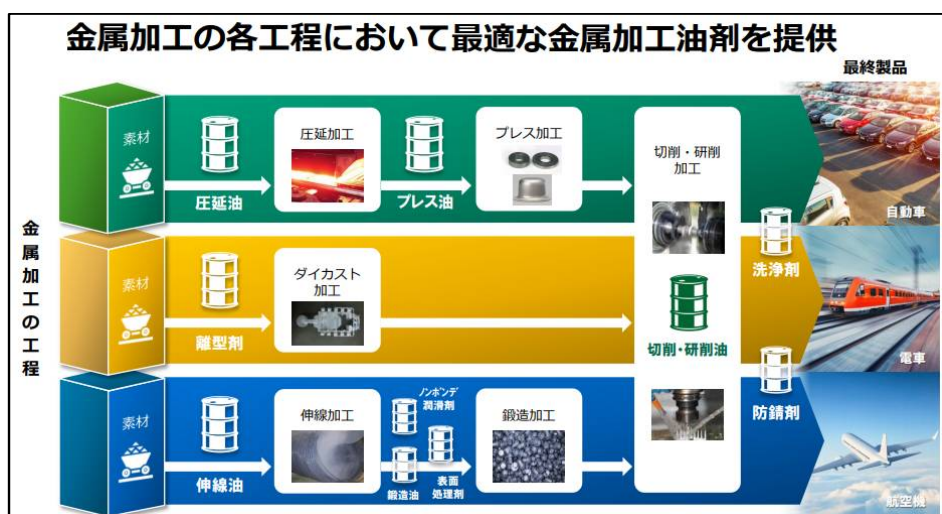 金属加工の各工程において最適な金属加工油剤を提供
最終製品
金属加工の工程
素材
圧延油
圧延加工
プレス油
プレス加工
切削・研削
加工
自動車
素材
離型剤
ダイカスト
加工
切削・研削油
洗浄剤
電車
素材
伸線油
伸線加工
ノンボンデ
潤滑剤
鍛造油
表面
処理剤
鍛造加工
防錆剤
航空機